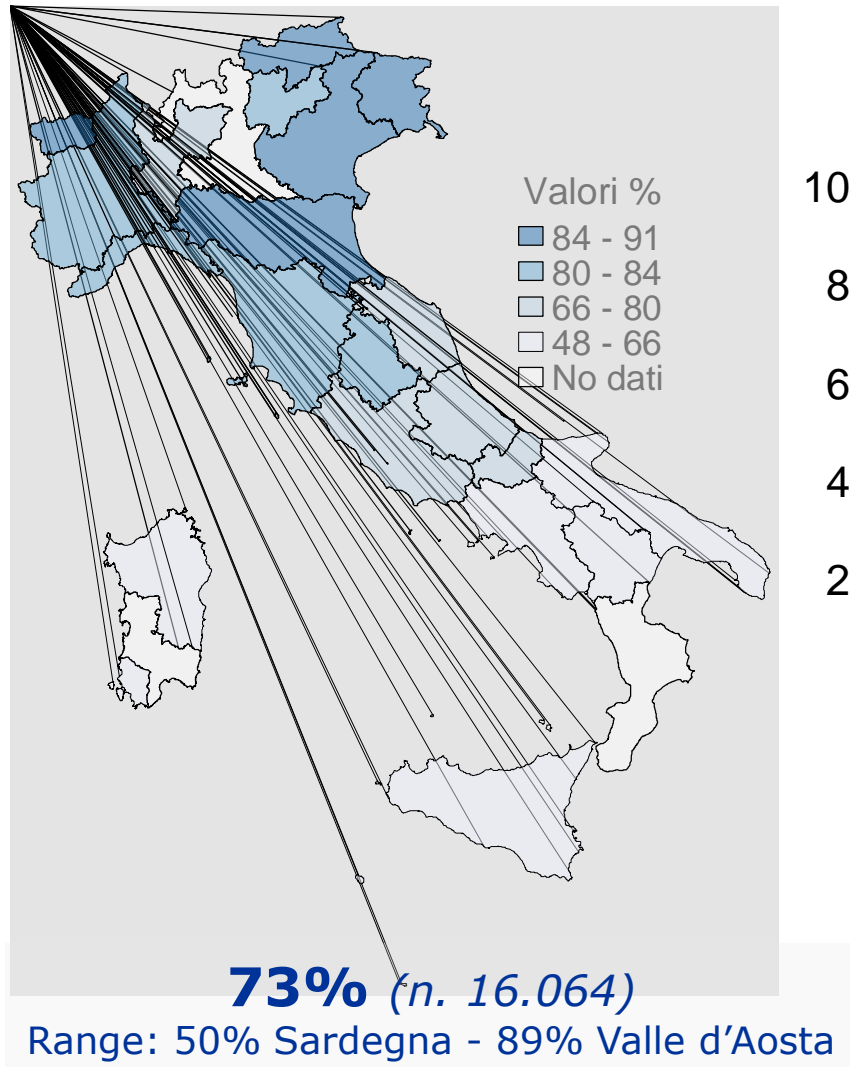 Valori %
84 - 91
80 - 84
66 - 80
48 - 66
No dati
10
8
6
4
2
73% (n. 16.064)
Range: 50% Sardegna - 89% Valle d’Aosta